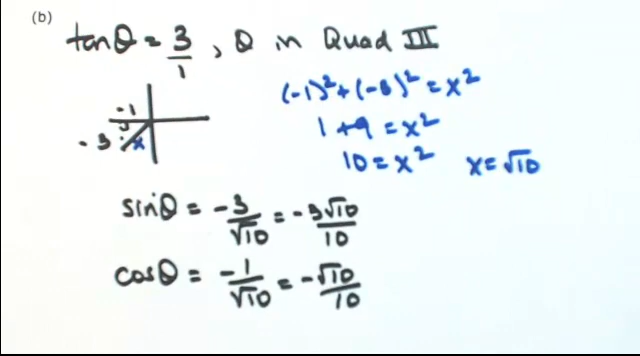 (b)
tanθ = 3/1, θ in Quad III
-1
-3
x
(-1)²+(-3)² = x²
1+9 = x²
10 = x² x = √10
sinθ = -3/√10 = -3√10/10
cosθ = -1/√10 = -√10/10